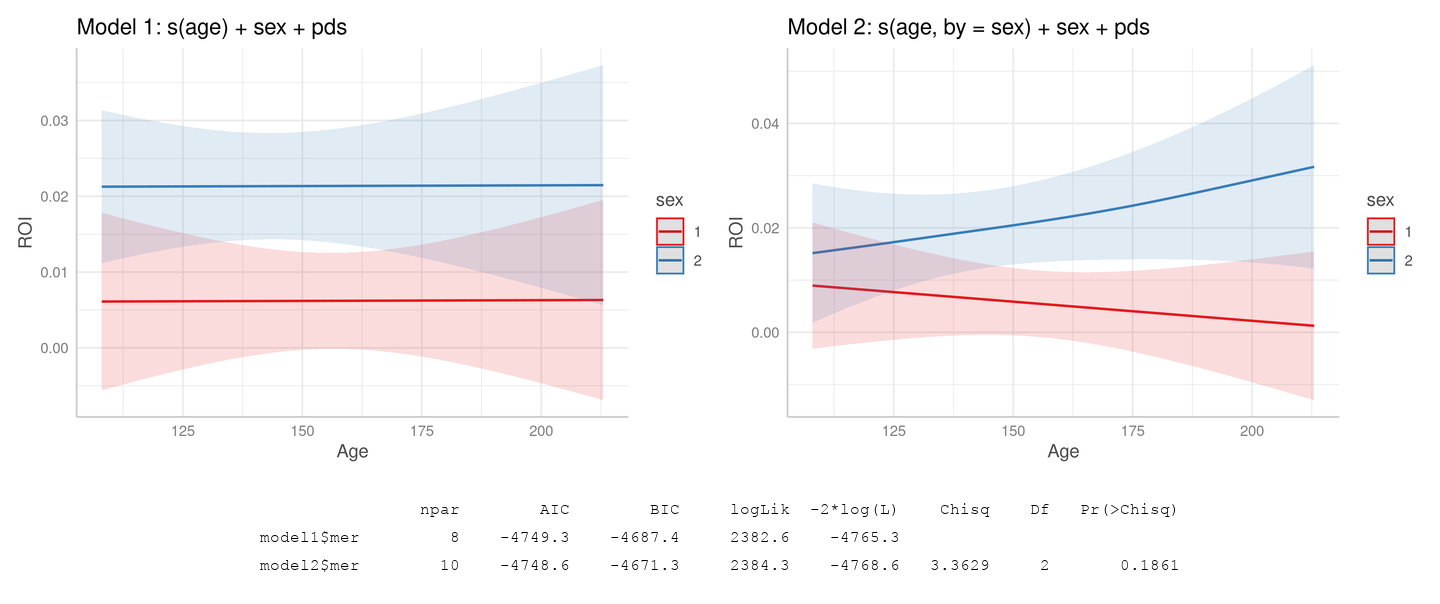 Model 1: s(age) + sex + pds
0.03
0.02
0.01
0.00
ROI
125 150 175 200
Age
sex
1
2
Model 2: s(age, by = sex) + sex + pds
0.04
0.02
0.00
ROI
125 150 175 200
Age
sex
1
2
npar AIC BIC logLik -2*log(L) Chisq Df Pr(>Chisq)
model1$mer 8 -4749.3 -4687.4 2382.6 -4765.3
model2$mer 10 -4748.6 -4671.3 2384.3 -4768.6 3.3629 2 0.1861